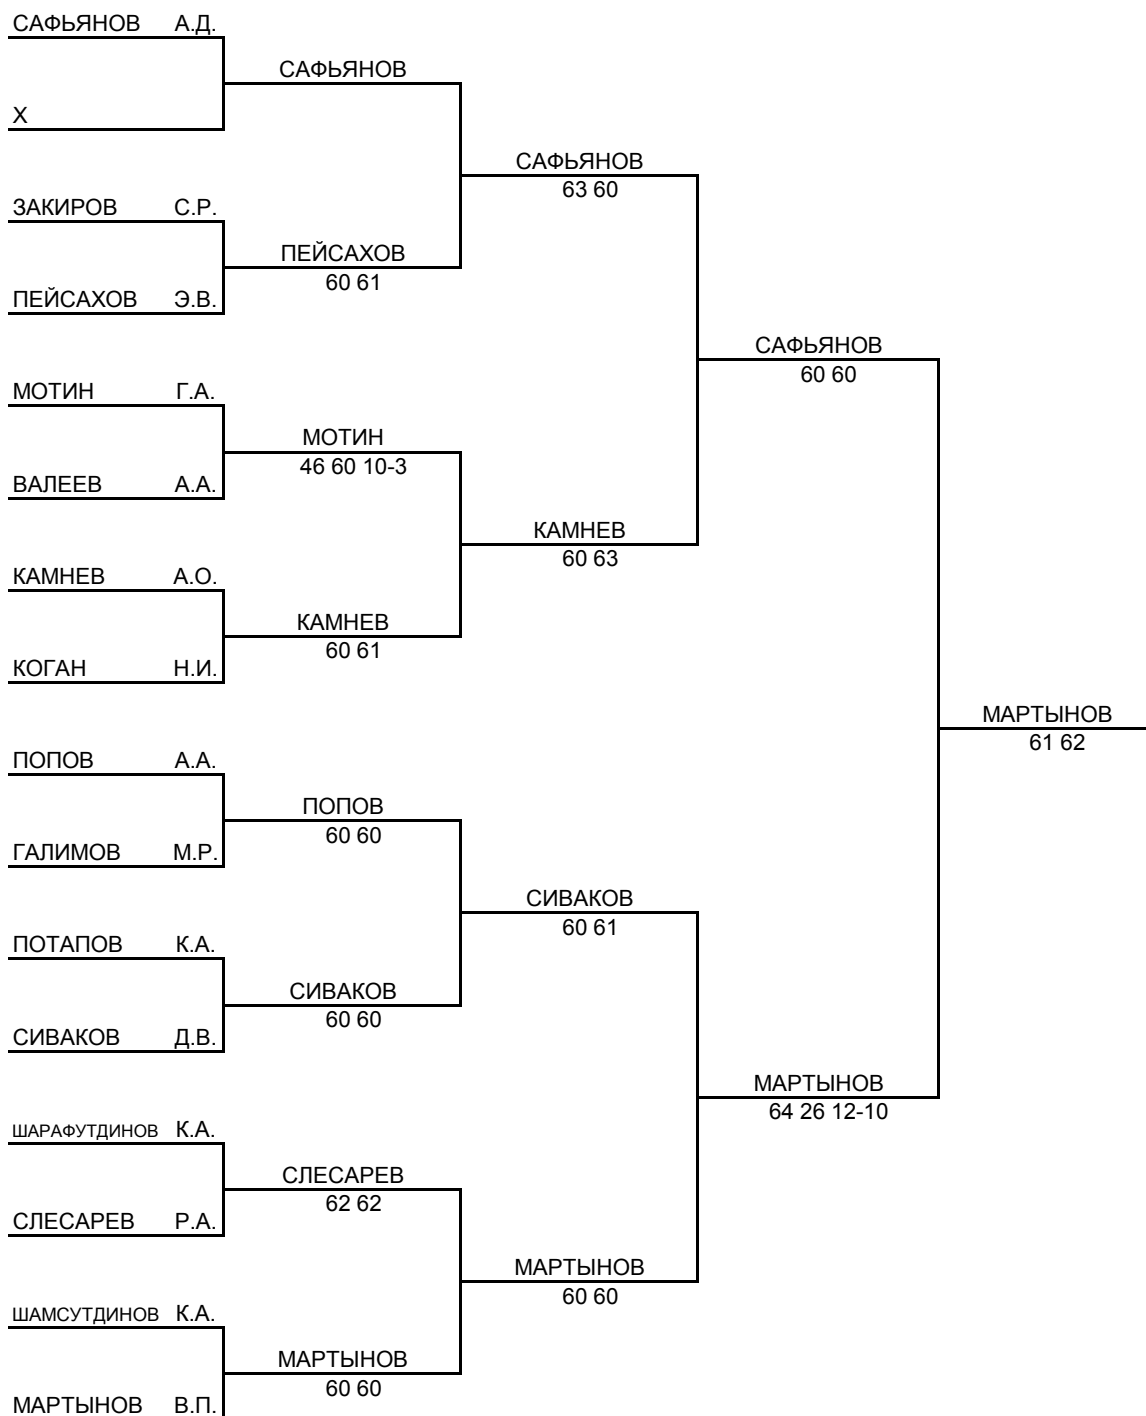 САФЬЯНОВ А.Д.
САФЬЯНОВ
Х
САФЬЯНОВ
63 60
ЗАКИРОВ С.Р.
ПЕЙСАХОВ
60 61
ПЕЙСАХОВ Э.В.
САФЬЯНОВ
60 60
МОТИН Г.А.
МОТИН
46 60 10-3
ВАЛЕЕВ А.А.
КАМНЕВ
60 63
КАМНЕВ А.О.
КАМНЕВ
60 61
КОГАН Н.И.
МАРТЫНОВ
61 62
ПОПОВ А.А.
ПОПОВ
60 60
ГАЛИМОВ М.Р.
СИВАКОВ
60 61
ПОТАПОВ К.А.
СИВАКОВ
60 60
СИВАКОВ Д.В.
МАРТЫНОВ
64 26 12-10
ШАРАФУТДИНОВ К.А.
СЛЕСАРЕВ
62 62
СЛЕСАРЕВ Р.А.
МАРТЫНОВ
60 60
ШАМСУТДИНОВ К.А.
МАРТЫНОВ
60 60
МАРТЫНОВ В.П.